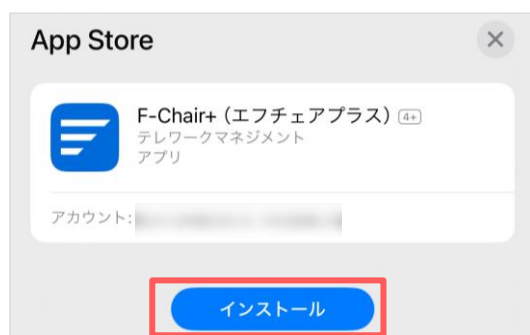 App Store
F-Chair+ (エフチェアプラス) 4+
テレワークマネジメント
アプリ
アカウント:
インストール